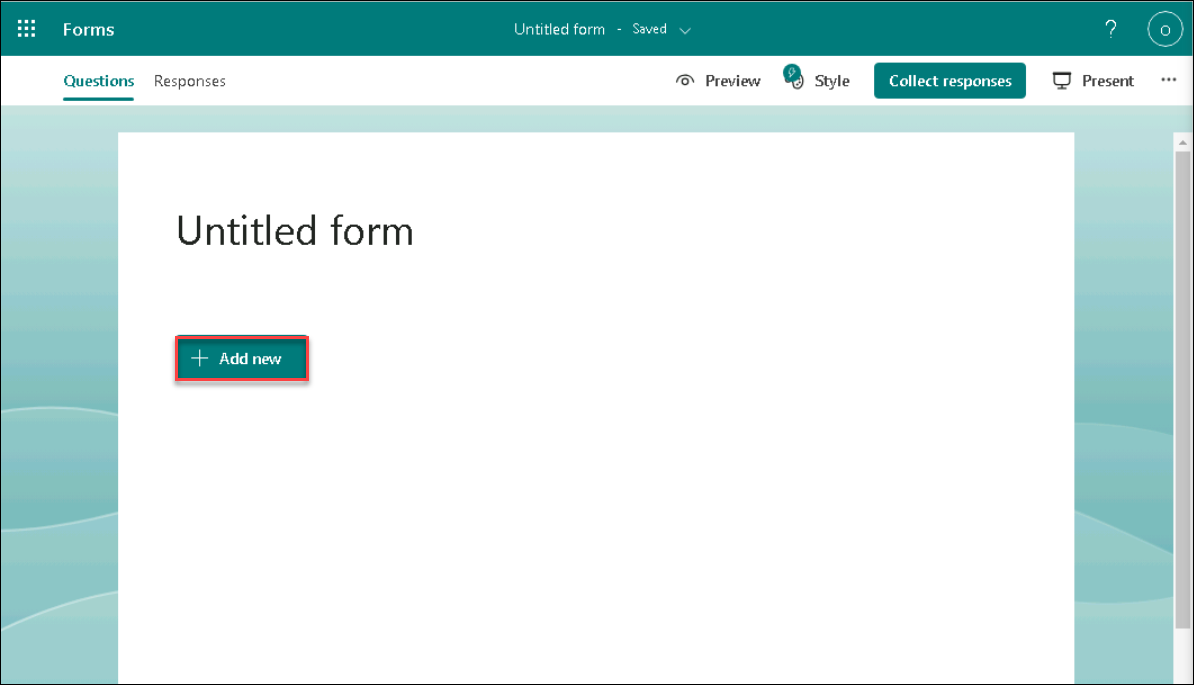 Forms
Untitled form - Saved
?
O
Questions Responses
Preview Style Collect responses Present ...
Untitled form
+ Add new